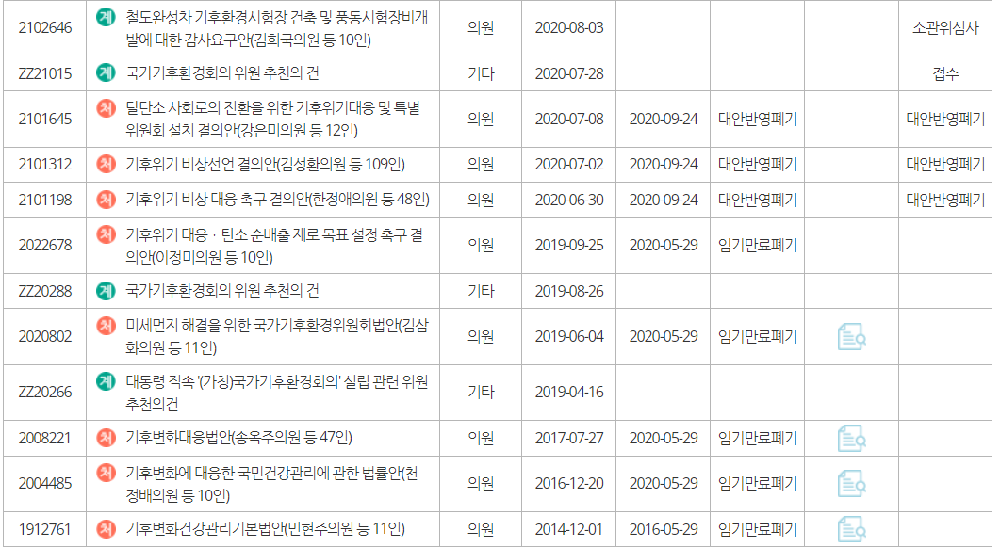 2102646 계 철도완성차 기후환경시험장 건축 및 풍동시험장비개 의원 2020-08-03 소관위심사
발에 대한 감사요구안(김희국의원 등 10인)
ZZ21015 계 국가기후환경회의 위원 추천의 건 기타 2020-07-28 접수
2101645 처 탈탄소 사회로의 전환을 위한 기후위기대응 및 특별 의원 2020-07-08 2020-09-24 대안반영폐기 대안반영폐기
위원회 설치 결의안(강은미의원 등 12인)
2101312 처 기후위기 비상선언 결의안(김성환의원 등 109인) 의원 2020-07-02 2020-09-24 대안반영폐기 대안반영폐기
2101198 처 기후위기 비상 대응 촉구 결의안(한정애의원 등 48인) 의원 2020-06-30 2020-09-24 대안반영폐기 대안반영폐기
2022678 처 기후위기 대응ㆍ탄소 순배출 제로 목표 설정 촉구 결 의원 2019-09-25 2020-05-29 임기만료폐기
의안(이정미의원 등 10인)
ZZ20288 계 국가기후환경회의 위원 추천의 건 기타 2019-08-26
2020802 처 미세먼지 해결을 위한 국가기후환경위원회법안(김삼 의원 2019-06-04 2020-05-29 임기만료폐기
화의원 등 11인)
ZZ20266 계 대통령 직속 '(가칭)국가기후환경회의' 설립 관련 위원 기타 2019-04-16
추천의건
2008221 처 기후변화대응법안(송옥주의원 등 47인) 의원 2017-07-27 2020-05-29 임기만료폐기
2004485 처 기후변화에 대응한 국민건강관리에 관한 법률안(천 의원 2016-12-20 2020-05-29 임기만료폐기
정배의원 등 10인)
1912761 처 기후변화건강관리기본법안(민현주의원 등 11인) 의원 2014-12-01 2016-05-29 임기만료폐기